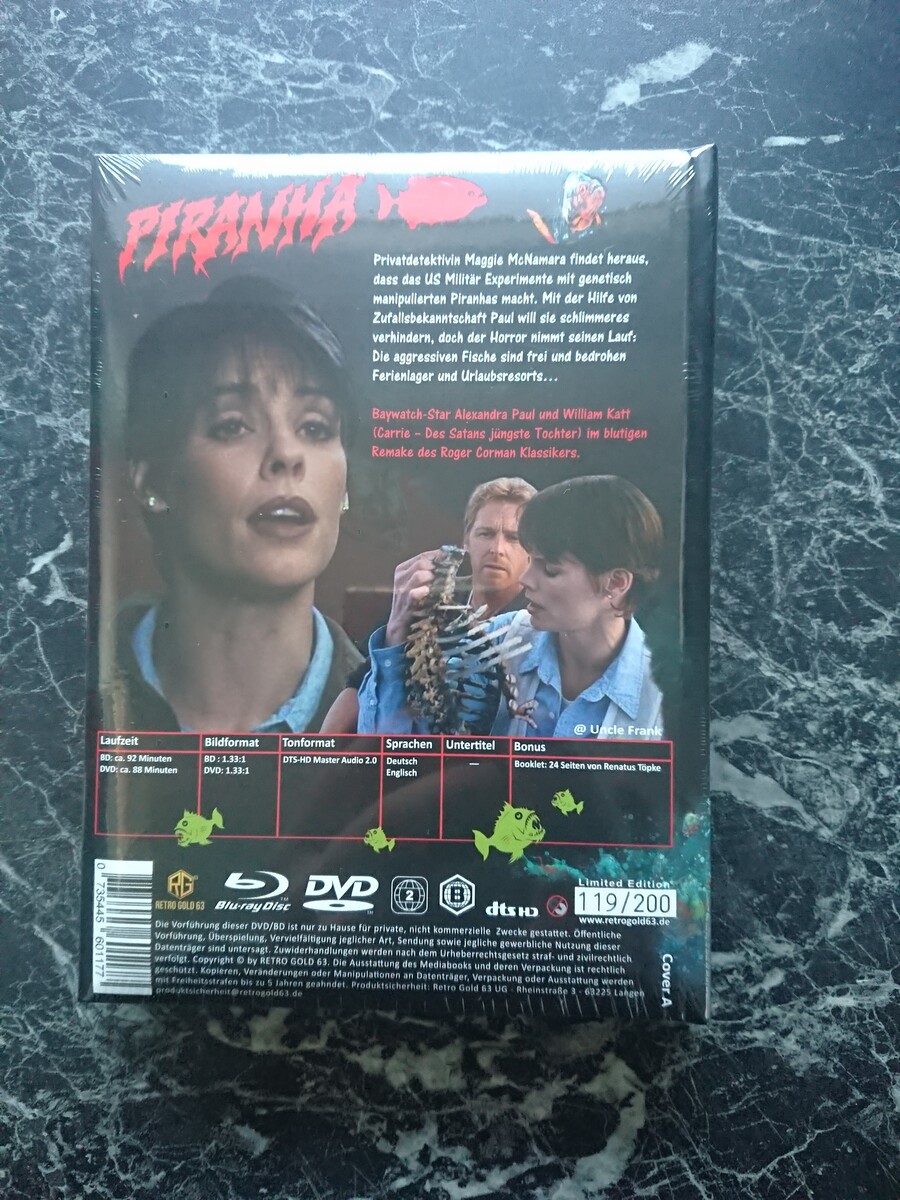 PIRANHA
Privatdetektivin Maggie McNamara findet heraus,
dass das US Militär Experimente mit genetisch
manipulierten Piranhas macht. Mit der Hilfe von
Zufallsbekanntschaft Paul will sie schlimmeres
verhindern, doch der Horror nimmt seinen Lauf:
Die aggressiven Fische sind frei und bedrohen
Ferienlager und Urlaubsresorts...
Baywatch-Star Alexandra Paul und William Katt
(Carrie – Des Satans jüngste Tochter) im blutigen
Remake des Roger Corman Klassikers.
@ Uncle Frank
Laufzeit
BD: ca. 92 Minuten
DVD: ca. 88 Minuten
Bildformat
BD : 1.33:1
DVD: 1.33:1
Tonformat
DTS-HD Master Audio 2.0
Sprachen
Deutsch
Englisch
Untertitel
—
Bonus
Booklet: 24 Seiten von Renatus Töpke
0 735445 601177
RG
RETRO GOLD 63
Blu-ray Disc
DVD
2
B
dts HD
Limited Edition
119/200
www.retrogold63.de
Die Vorführung dieser DVD/BD ist nur zu Hause für private, nicht kommerzielle Zwecke gestattet. Öffentliche
Vorführung, Überspielung, Vervielfältigung jeglicher Art, Sendung sowie jegliche gewerbliche Nutzung dieser
Datenträger sind untersagt. Zuwiderhandlungen werden nach dem Urheberrechtsgesetz straf- und zivilrechtlich
verfolgt. Copyright © by RETRO GOLD 63. Die Ausstattung des Mediabooks und deren Verpackung ist rechtlich
geschützt. Kopieren, Veränderungen oder Manipulationen an Datenträger, Verpackung oder Ausstattung werden
mit Freiheitsstrafen bis zu 5 Jahren geahndet. Produktsicherheit: Retro Gold 63 UG - Rheinstraße 3 - 63225 Langen
produktsicherheit@retrogold63.de
Cover A